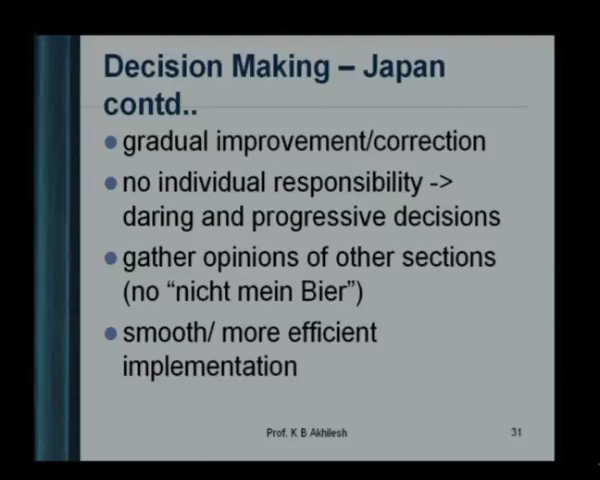 Decision Making – Japan
contd..
gradual improvement/correction
no individual responsibility ->
daring and progressive decisions
gather opinions of other sections
(no “nicht mein Bier”)
smooth/ more efficient
implementation
Prof. K B Akhilesh
31